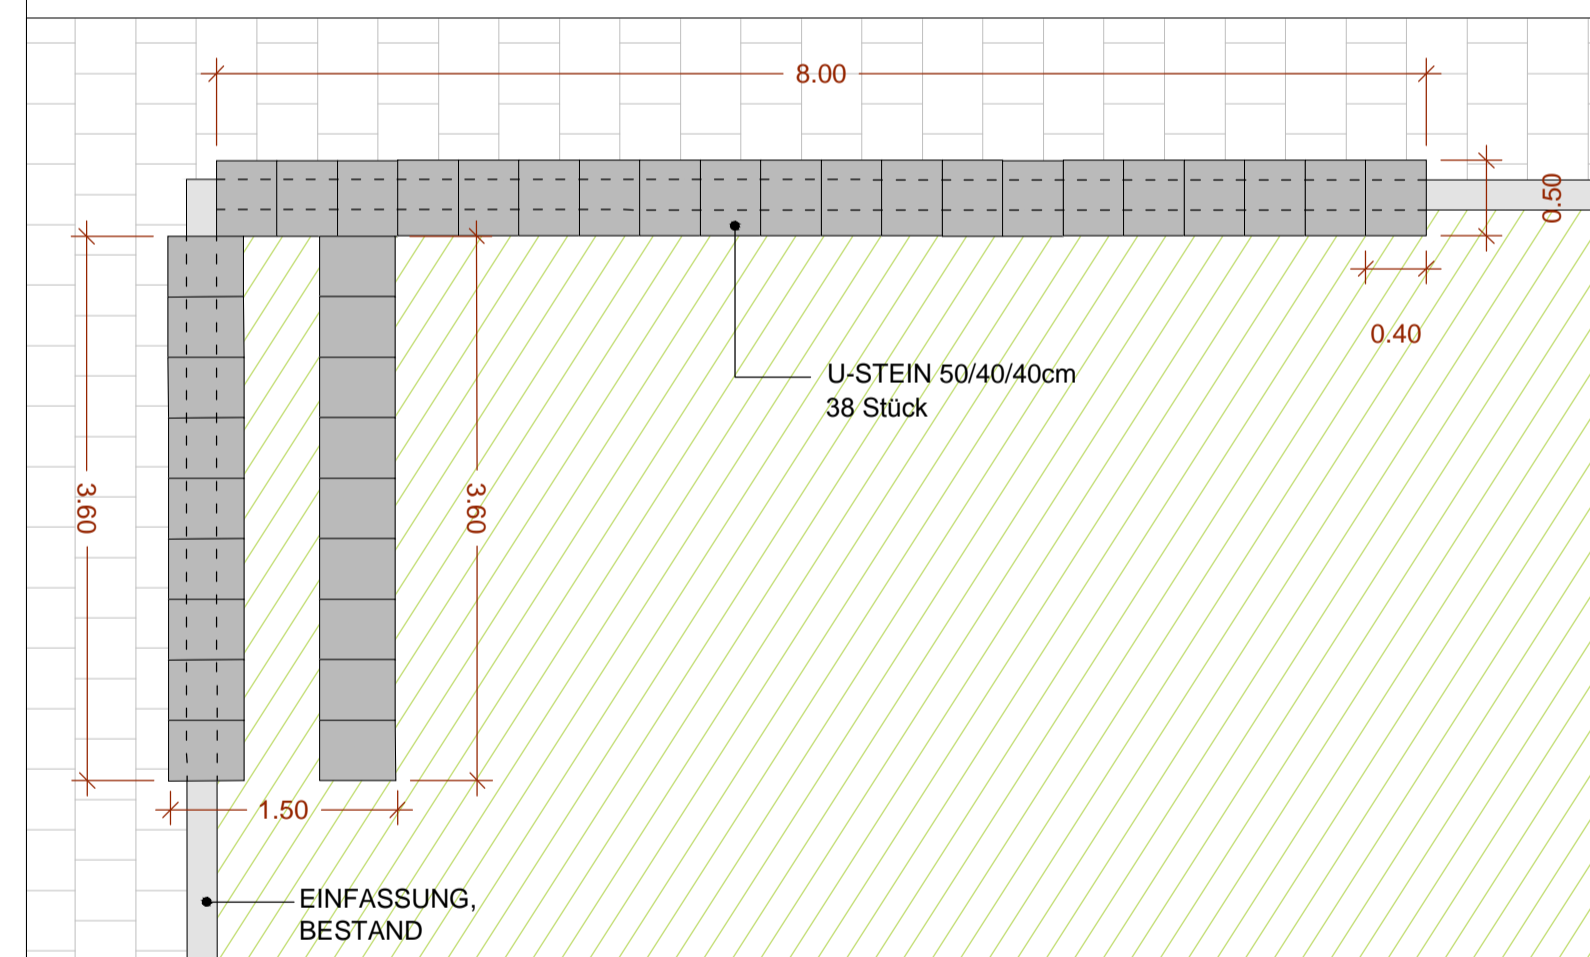 8.00
0.50
0.40
U-STEIN 50/40/40cm
38 Stück
3.60
3.60
1.50
EINFASSUNG,
BESTAND